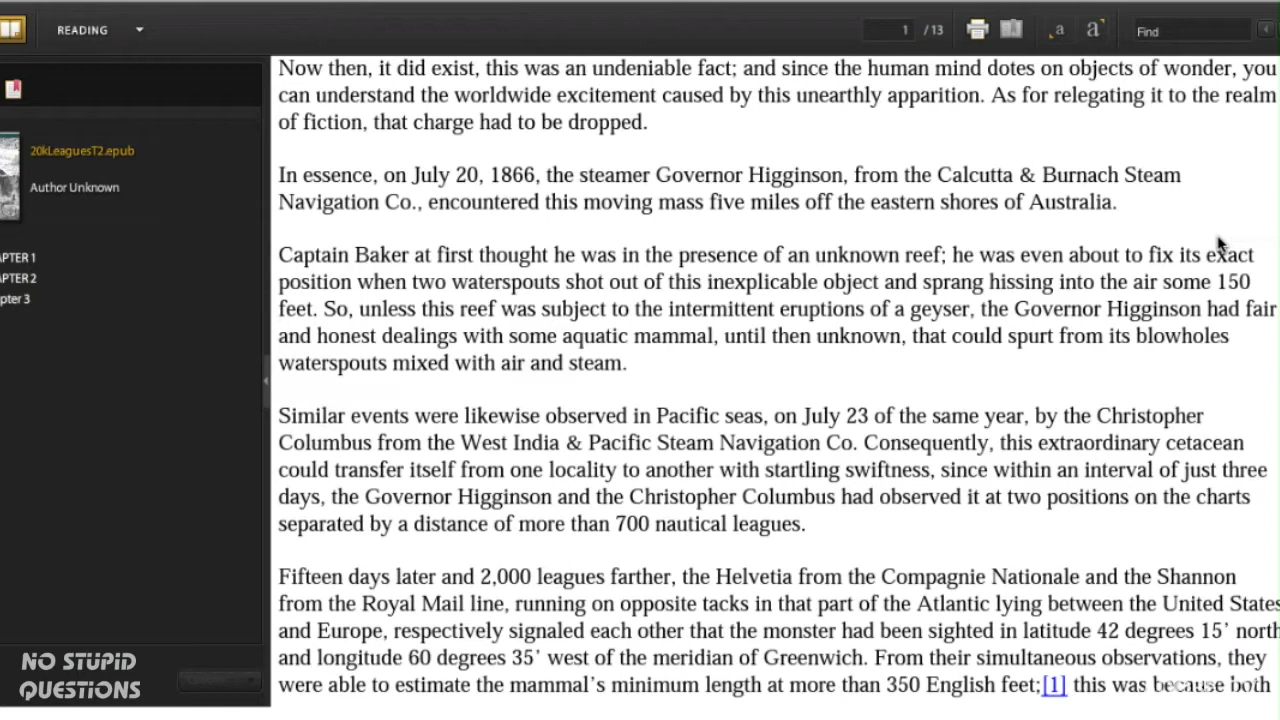 READING
1 / 13
a
a
Find
20kLeaguesT2.epub
Author Unknown
APTER 1
APTER 2
pter 3
Now then, it did exist, this was an undeniable fact; and since the human mind dotes on objects of wonder, you
can understand the worldwide excitement caused by this unearthly apparition. As for relegating it to the realm
of fiction, that charge had to be dropped.
In essence, on July 20, 1866, the steamer Governor Higginson, from the Calcutta & Burnach Steam
Navigation Co., encountered this moving mass five miles off the eastern shores of Australia.
Captain Baker at first thought he was in the presence of an unknown reef; he was even about to fix its exact
position when two waterspouts shot out of this inexplicable object and sprang hissing into the air some 150
feet. So, unless this reef was subject to the intermittent eruptions of a geyser, the Governor Higginson had fair
and honest dealings with some aquatic mammal, until then unknown, that could spurt from its blowholes
waterspouts mixed with air and steam.
Similar events were likewise observed in Pacific seas, on July 23 of the same year, by the Christopher
Columbus from the West India & Pacific Steam Navigation Co. Consequently, this extraordinary cetacean
could transfer itself from one locality to another with startling swiftness, since within an interval of just three
days, the Governor Higginson and the Christopher Columbus had observed it at two positions on the charts
separated by a distance of more than 700 nautical leagues.
Fifteen days later and 2,000 leagues farther, the Helvetia from the Compagnie Nationale and the Shannon
from the Royal Mail line, running on opposite tacks in that part of the Atlantic lying between the United States
and Europe, respectively signaled each other that the monster had been sighted in latitude 42 degrees 15’ north
and longitude 60 degrees 35’ west of the meridian of Greenwich. From their simultaneous observations, they
were able to estimate the mammal’s minimum length at more than 350 English feet;[1] this was because both
NO STUPID
QUESTIONS